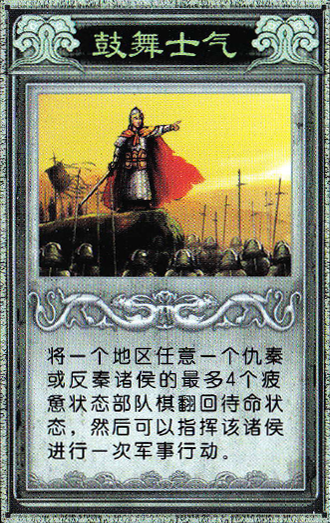 鼓舞士气
将一个地区任意一个仇秦
或反秦诸侯的最多4个疲
惫状态部队棋翻回待命状
态，然后可以指挥该诸侯
进行一次军事行动。